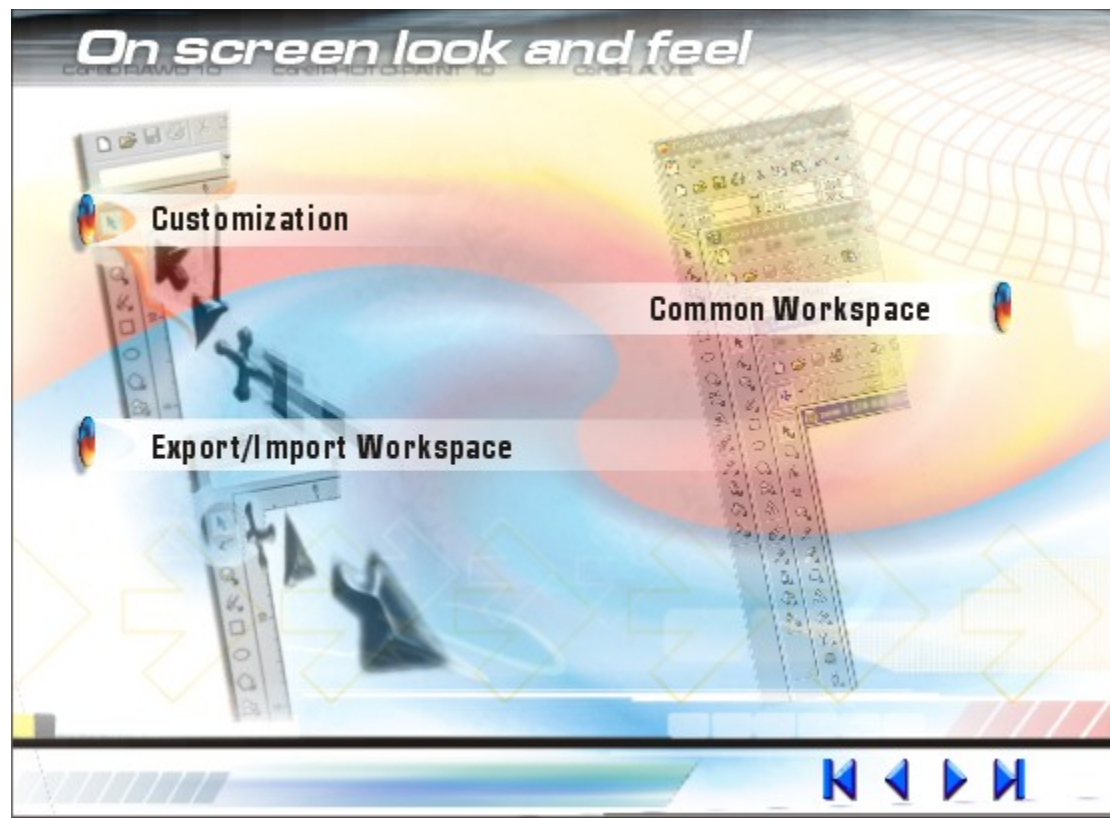 On screen look and feel
Customization
Common Workspace
Export/Import Workspace